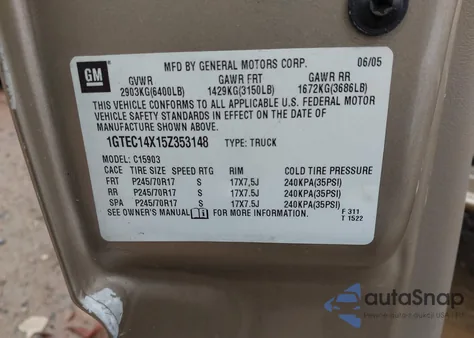 GM
MFD BY GENERAL MOTORS CORP. 06/05
GVWR GAWR FRT GAWR RR
2903KG(6400LB) 1429KG(3150LB) 1672KG(3686LB)
THIS VEHICLE CONFORMS TO ALL APPLICABLE U.S. FEDERAL MOTOR
VEHICLE SAFETY STANDARDS IN EFFECT ON THE DATE OF
MANUFACTURE SHOWN ABOVE.
1GTEC14X15Z353148 TYPE: TRUCK
MODEL: C15903
CACE TIRE SIZE SPEED RTG RIM COLD TIRE PRESSURE
FRT P245/70R17 S 17X7.5J 240KPA(35PSI)
RR P245/70R17 S 17X7.5J 240KPA(35PSI)
SPA P245/70R17 S 17X7.5J 240KPA(35PSI)
SEE OWNER'S MANUAL FOR MORE INFORMATION. F 311
T 1522
autoSnap